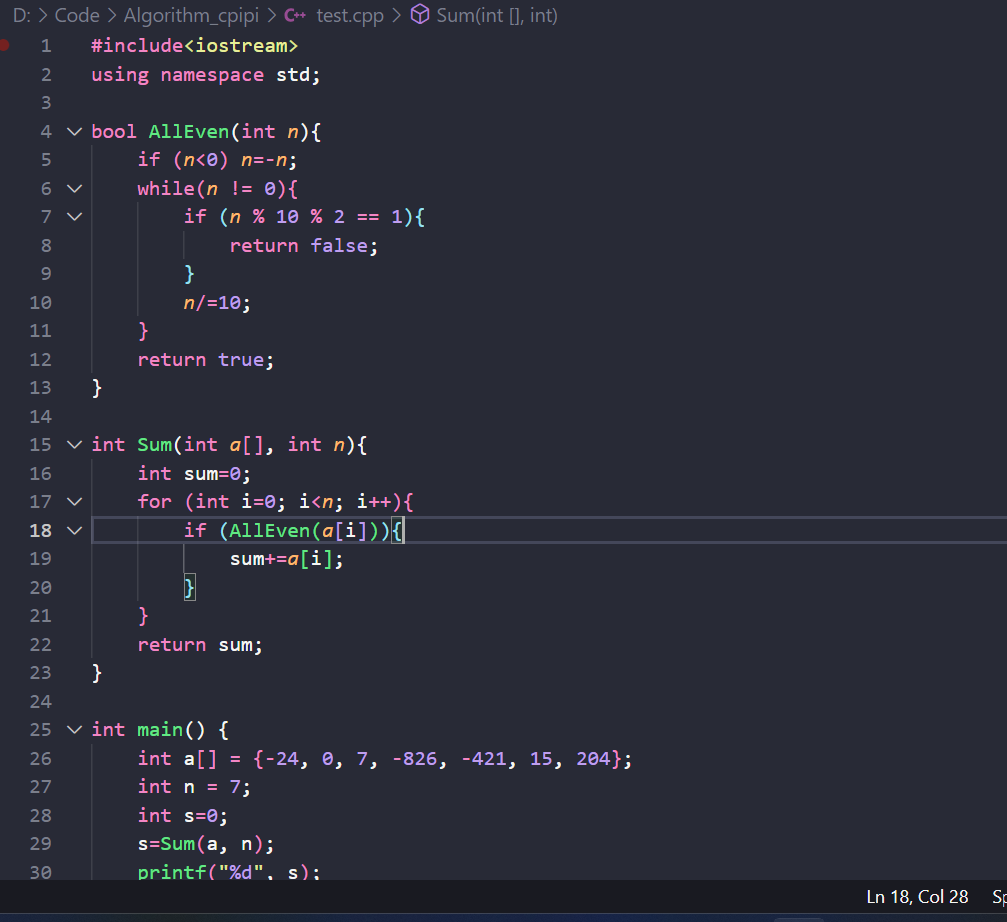 D: > Code > Algorithm_cpipi > C++ test.cpp > Sum(int [], int)
1 #include<iostream>
2 using namespace std;
3
4 bool AllEven(int n){
5     if (n<0) n=-n;
6     while(n != 0){
7         if (n % 10 % 2 == 1){
8             return false;
9         }
10         n/=10;
11     }
12     return true;
13 }
14
15 int Sum(int a[], int n){
16     int sum=0;
17     for (int i=0; i<n; i++){
18         if (AllEven(a[i])){
19             sum+=a[i];
20         }
21     }
22     return sum;
23 }
24
25 int main() {
26     int a[] = {-24, 0, 7, -826, -421, 15, 204};
27     int n = 7;
28     int s=0;
29     s=Sum(a, n);
30     printf("%d", s);
Ln 18, Col 28 Sp